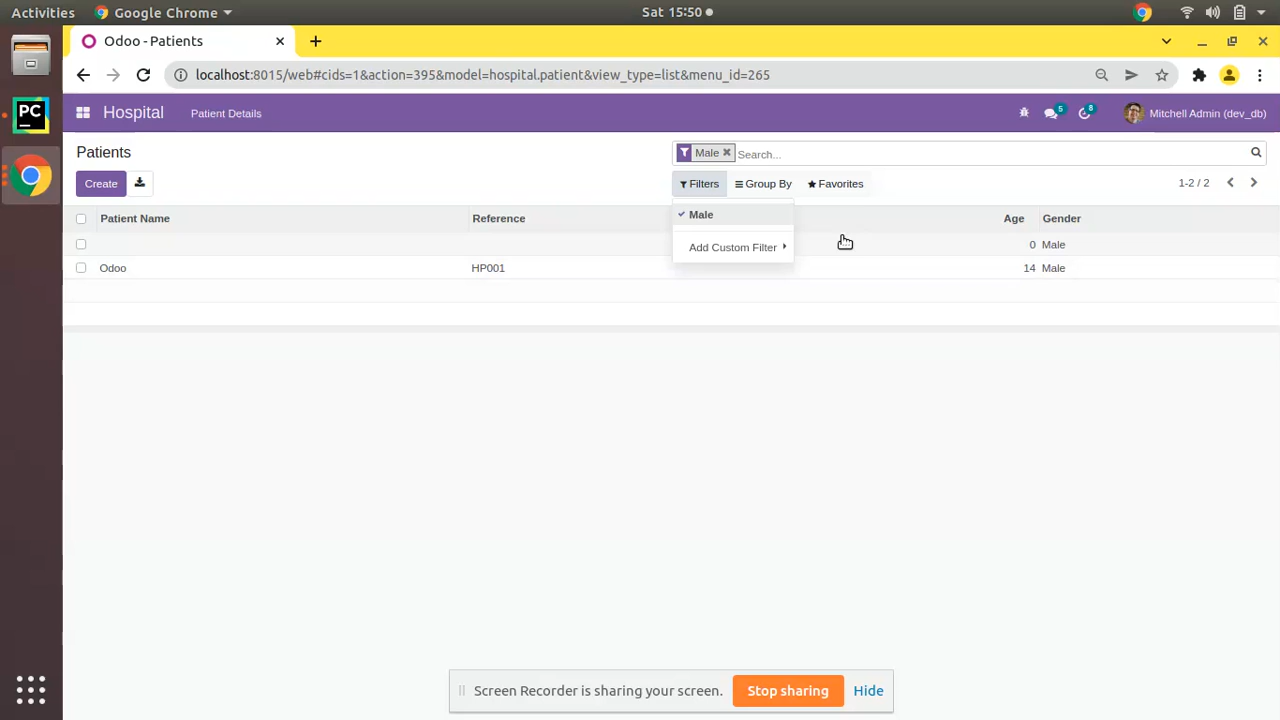 Activities
Google Chrome
Sat 15:50
Odoo - Patients
localhost:8015/web#cids=1&action=395&model=hospital.patient&view_type=list&menu_id=265
PC
Hospital
Patient Details
5
8
Mitchell Admin (dev_db)
Patients
Male
Search...
Create
Filters
Group By
Favorites
1-2 / 2
Male
Add Custom Filter
Patient Name Reference Age Gender
0 Male
Odoo HP001 14 Male
Screen Recorder is sharing your screen.
Stop sharing
Hide